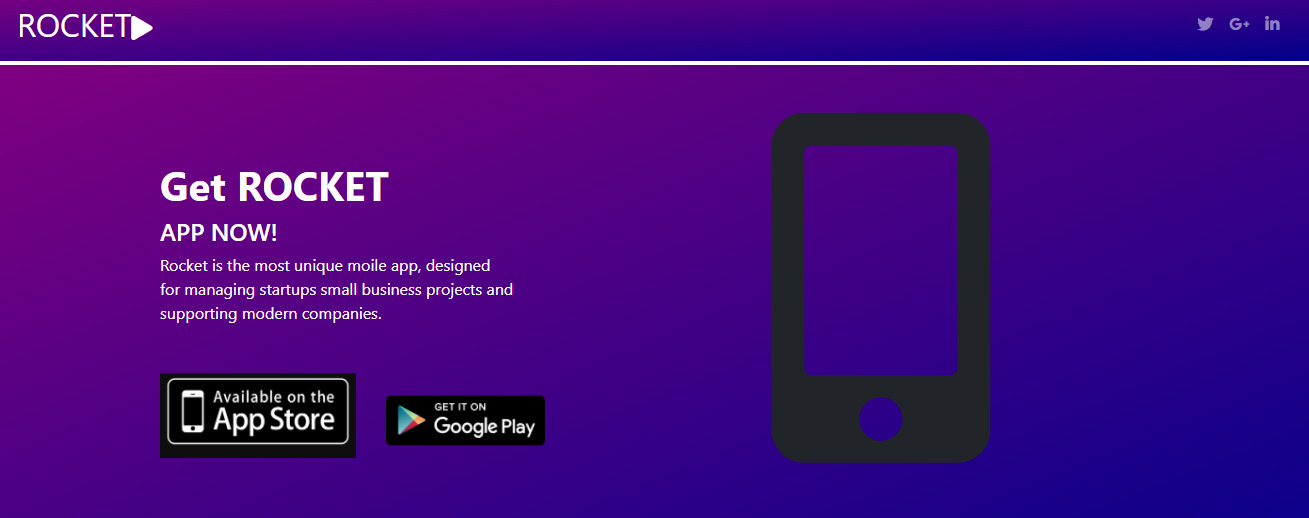 ROCKET
G+ in
Get ROCKET
APP NOW!
Rocket is the most unique moile app, designed
for managing startups small business projects and
supporting modern companies.
Available on the
App Store
GET IT ON
Google Play